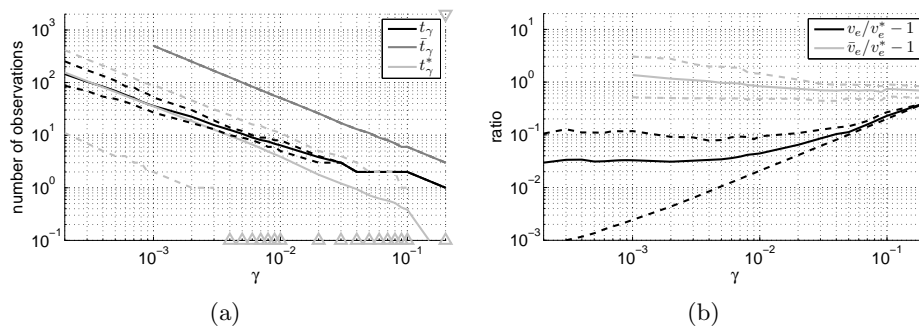 10^3
10^2
10^1
10^0
10^−1
number of observations
t_γ
t̄_γ
t*_γ
10^−3 10^−2 10^−1
γ
(a)
10^2
10^1
10^0
10^−1
10^−2
10^−3
ratio
v_e/v*_e − 1
v̄_e/v*_e − 1
10^−3 10^−2 10^−1
γ
(b)